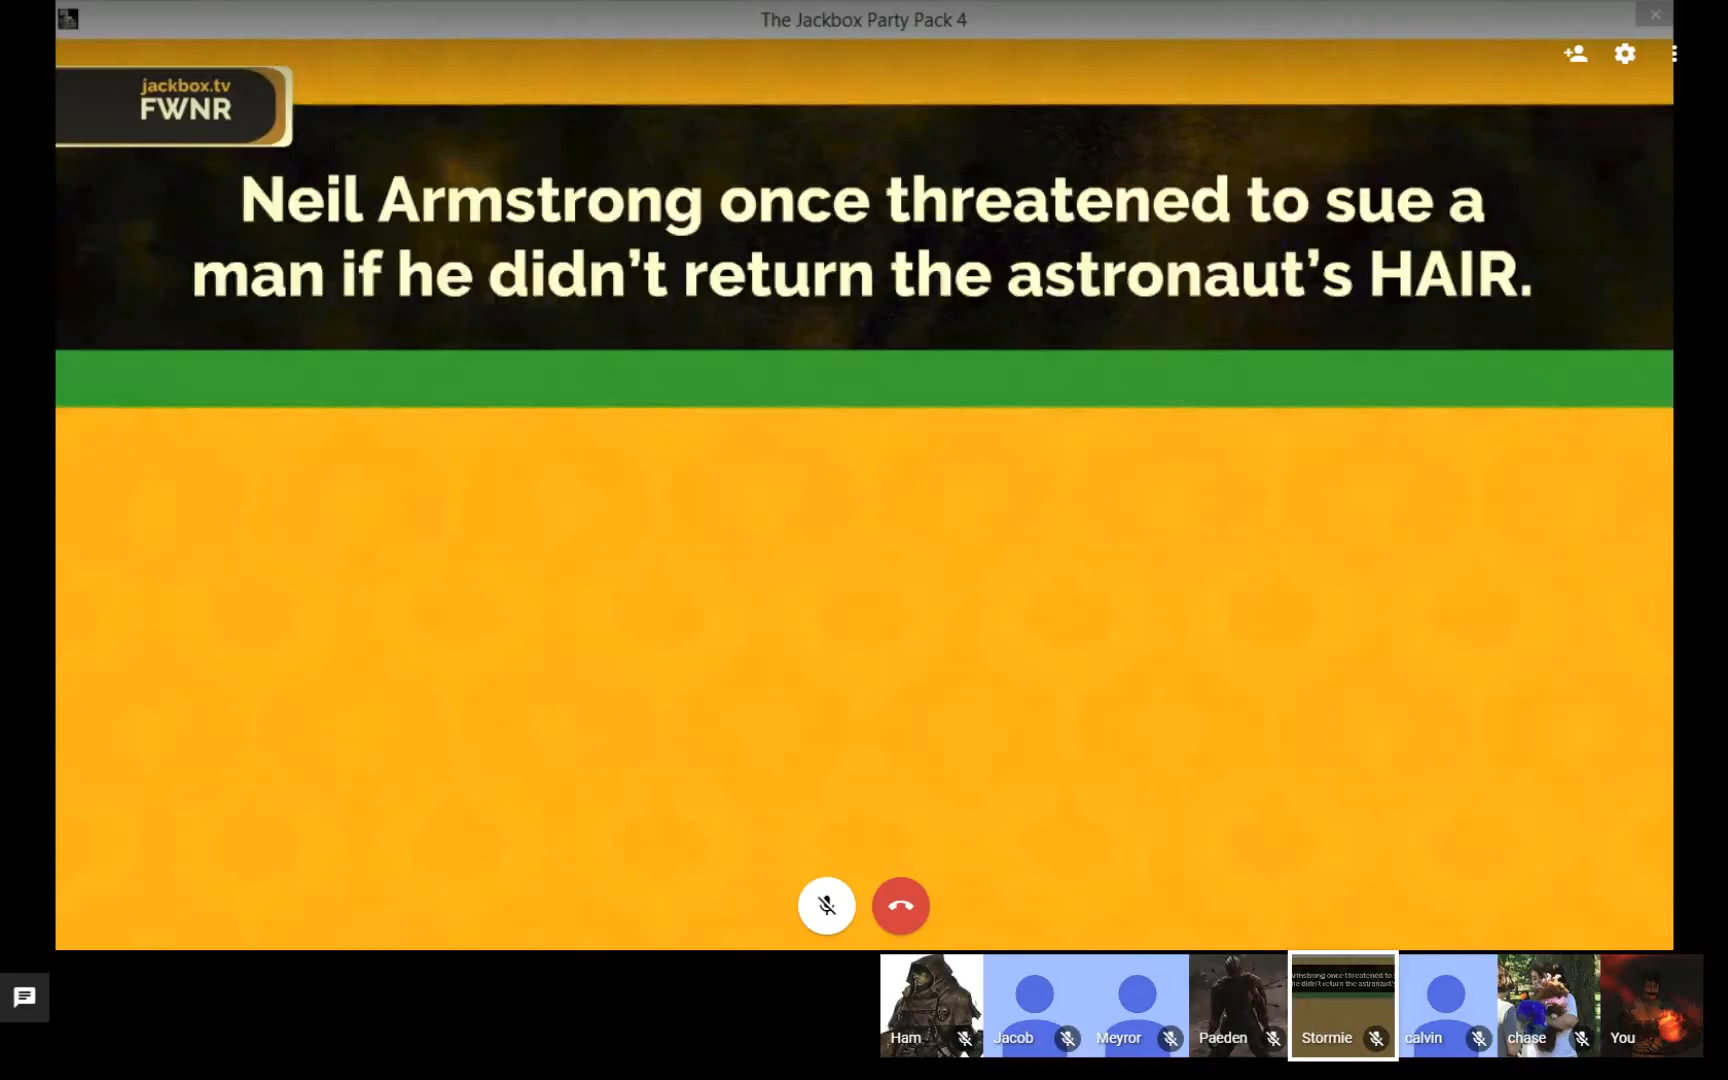 The Jackbox Party Pack 4
jackbox.tv
FWNR
Neil Armstrong once threatened to sue a
man if he didn’t return the astronaut’s HAIR.
Ham
Jacob
Meyror
Paeden
Stormie
calvin
chase
You